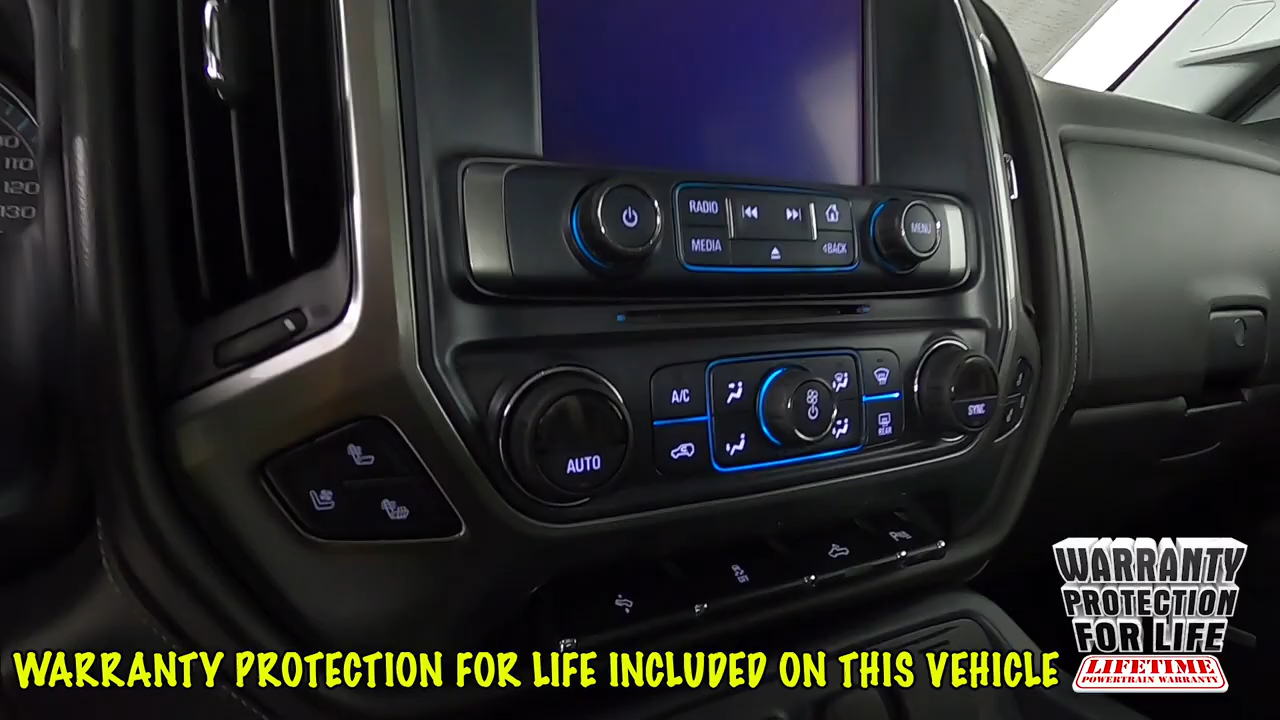 110
120
130
RADIO
MENU
MEDIA
BACK
A/C
AUTO
SYNC
REAR
WARRANTY
PROTECTION
FOR LIFE
LIFETIME
POWERTRAIN WARRANTY
WARRANTY PROTECTION FOR LIFE INCLUDED ON THIS VEHICLE